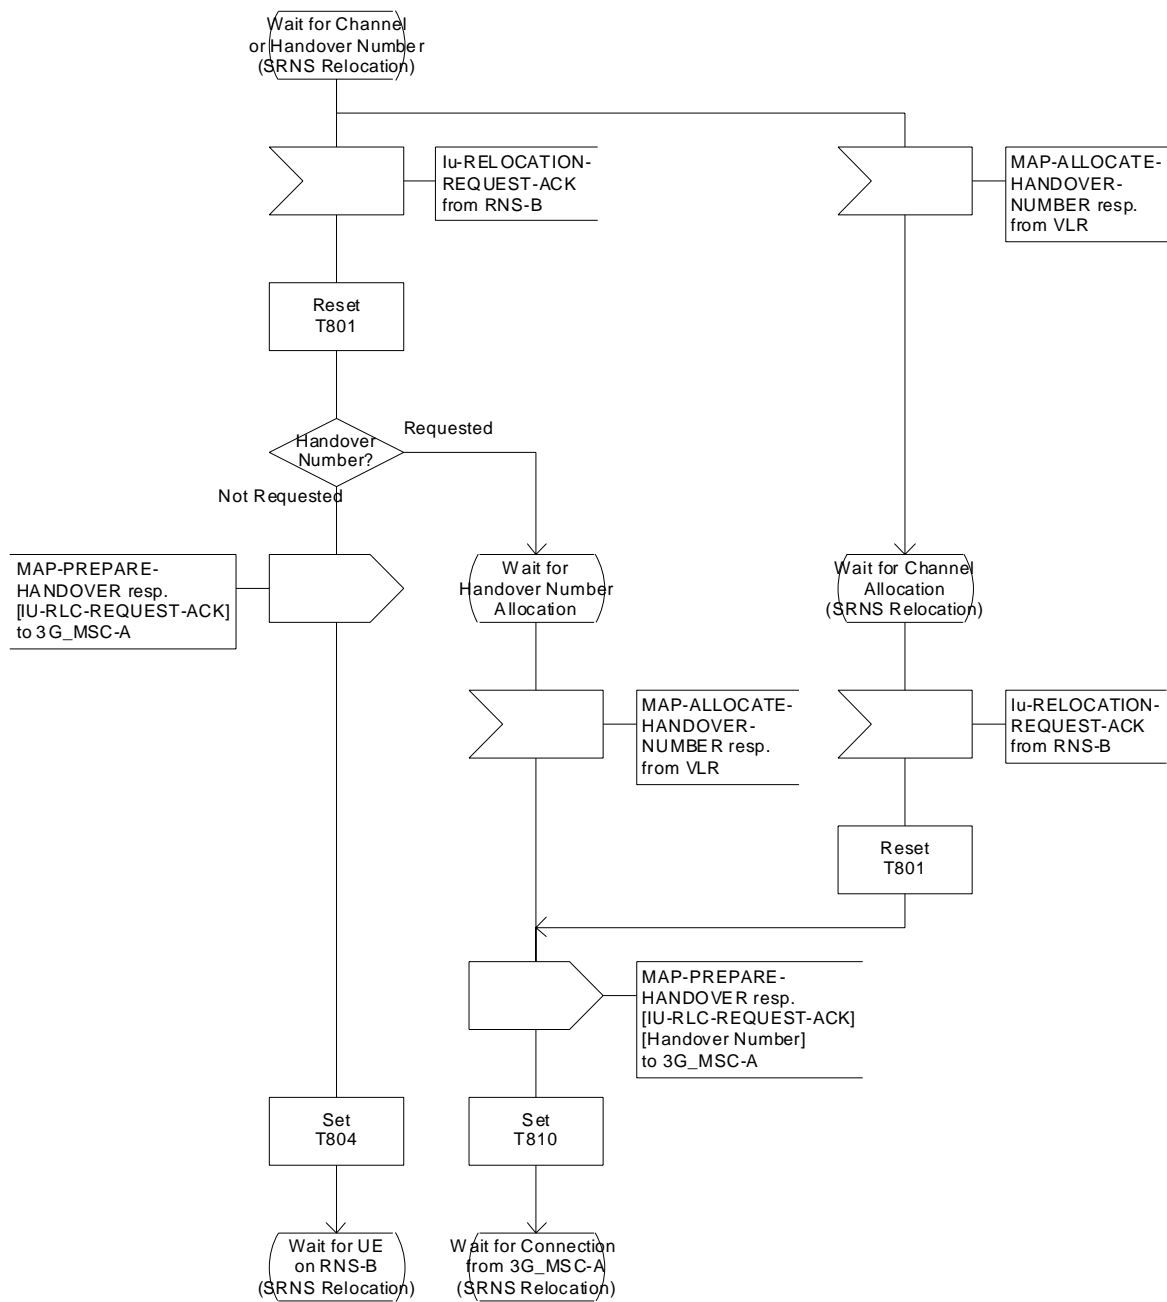 Wait for Channel
or Handover Number
(SRNS Relocation)
Iu-RELOCATION-
REQUEST-ACK
from RNS-B
MAP-ALLOCATE-
HANDOVER-
NUMBER resp.
from VLR
Reset
T801
Handover
Number?
Requested
Not Requested
MAP-PREPARE-
HANDOVER resp.
[IU-RLC-REQUEST-ACK]
to 3G_MSC-A
Wait for
Handover Number
Allocation
Wait for Channel
Allocation
(SRNS Relocation)
MAP-ALLOCATE-
HANDOVER-
NUMBER resp.
from VLR
Iu-RELOCATION-
REQUEST-ACK
from RNS-B
Reset
T801
MAP-PREPARE-
HANDOVER resp.
[IU-RLC-REQUEST-ACK]
[Handover Number]
to 3G_MSC-A
Set
T804
Set
T810
Wait for UE
on RNS-B
(SRNS Relocation)
Wait for Connection
from 3G_MSC-A
(SRNS Relocation)